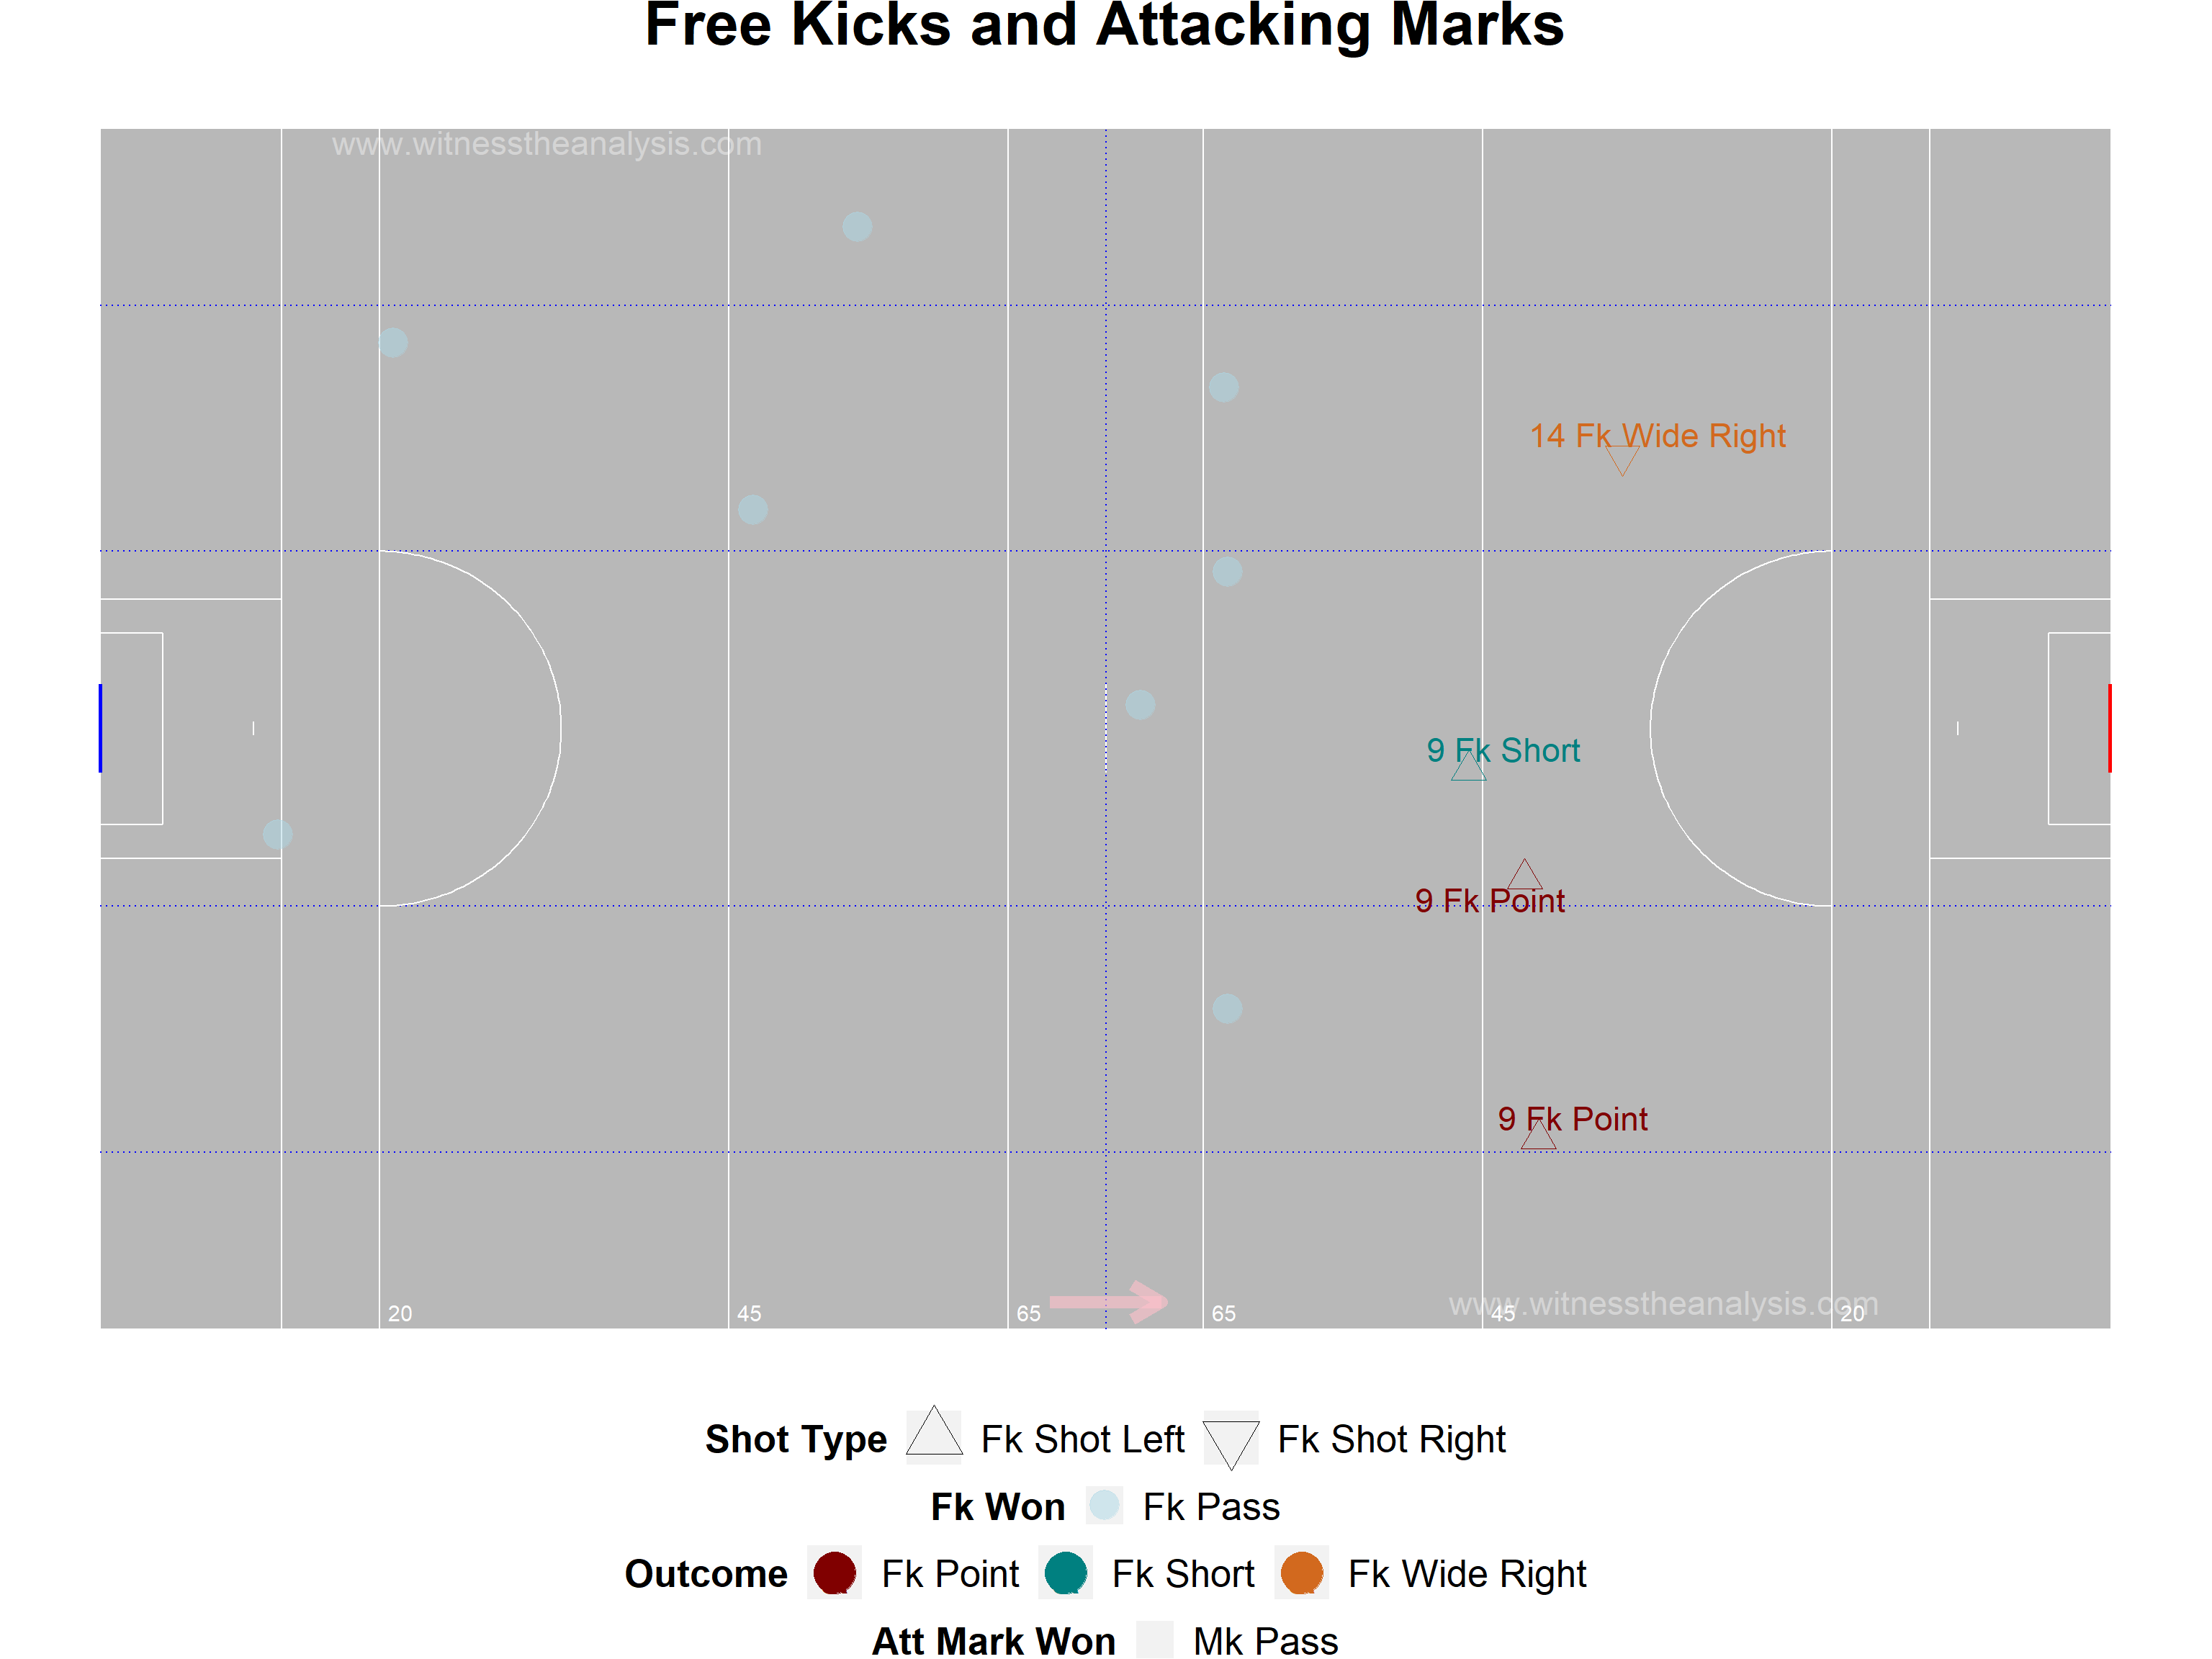 Free Kicks and Attacking Marks
www.witnesstheanalysis.com
14 Fk Wide Right
9 Fk Short
9 Fk Point
9 Fk Point
www.witnesstheanalysis.com
20 45 65 65 45 20
Shot Type Fk Shot Left Fk Shot Right
Fk Won Fk Pass
Outcome Fk Point Fk Short Fk Wide Right
Att Mark Won Mk Pass